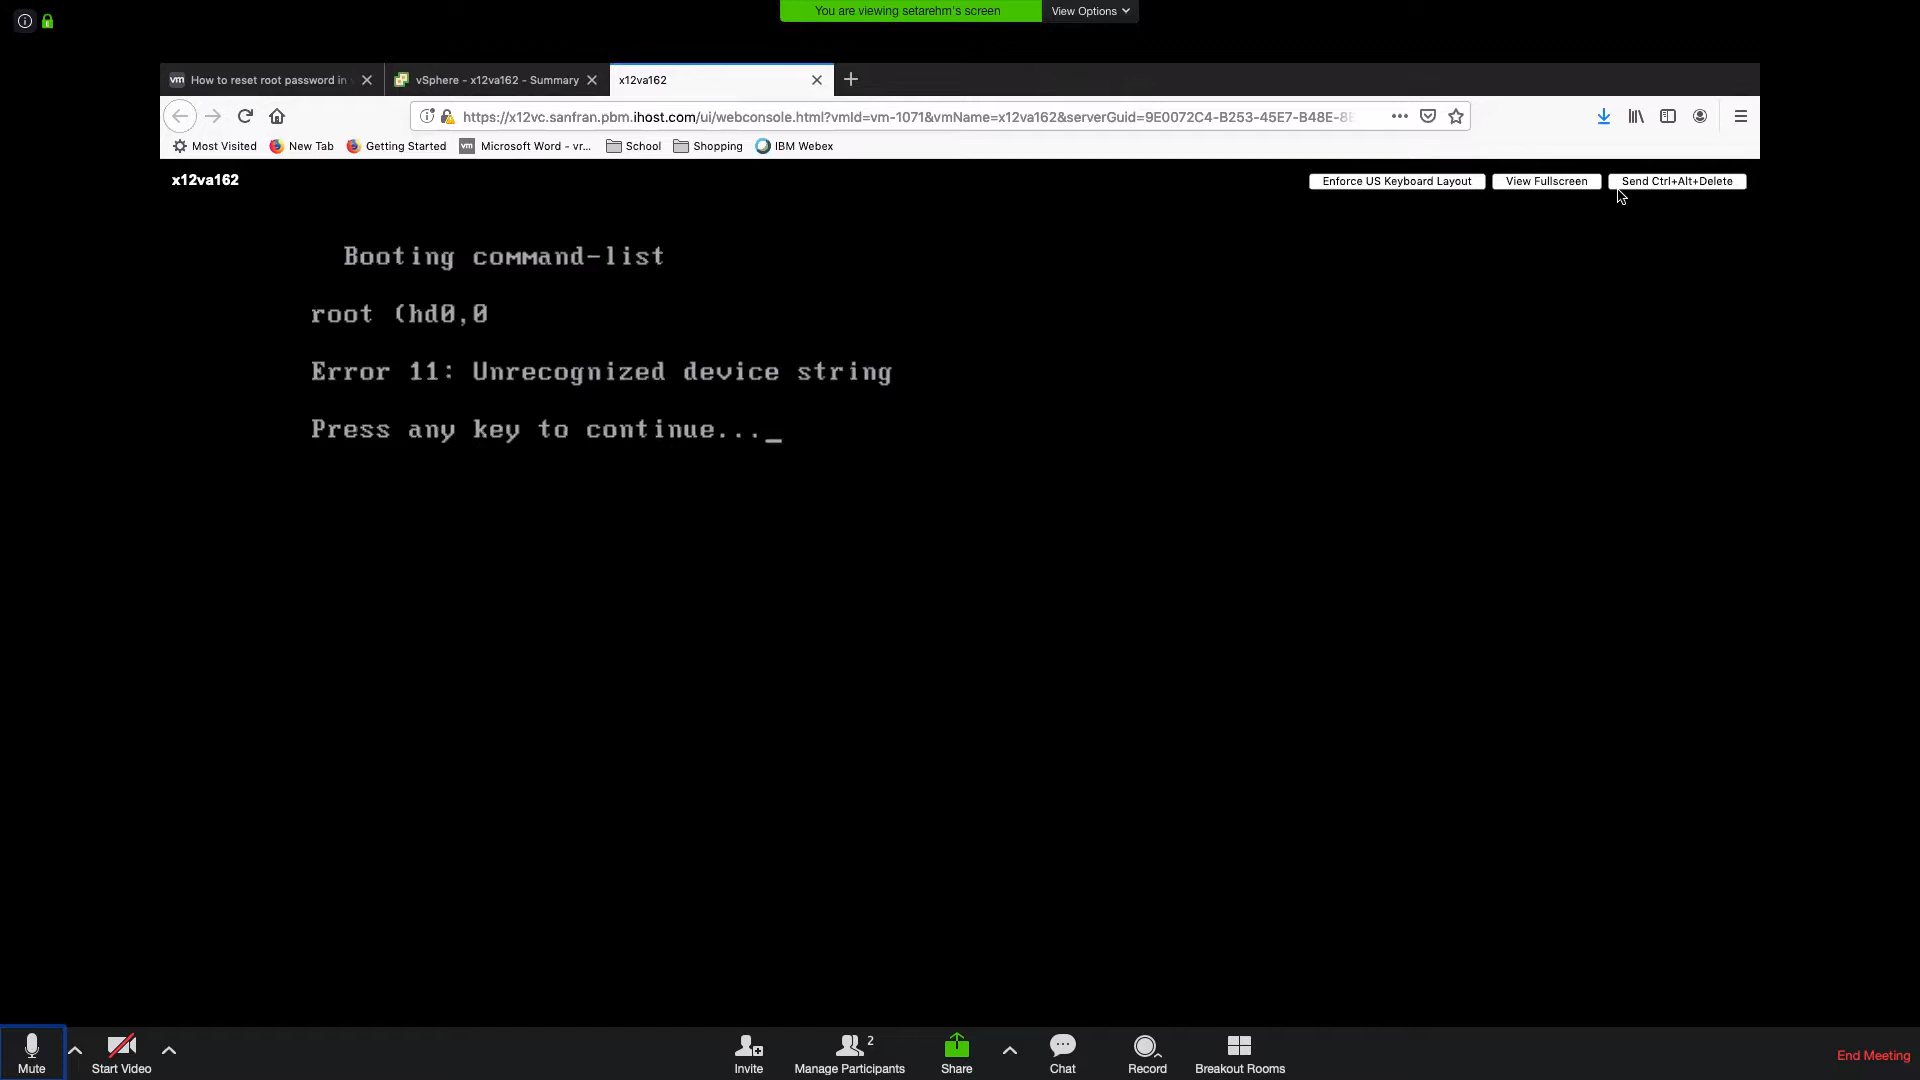 You are viewing setarehm's screen View Options
How to reset root password in
vSphere - x12va162 - Summary
x12va162
https://x12vc.sanfran.pbm.ihost.com/ui/webconsole.html?vmId=vm-1071&vmName=x12va162&serverGuid=9E0072C4-B253-45E7-B48E-8
Most Visited New Tab Getting Started Microsoft Word - vr... School Shopping IBM Webex
x12va162
Enforce US Keyboard Layout View Fullscreen Send Ctrl+Alt+Delete
Booting command-list
root (hd0,0
Error 11: Unrecognized device string
Press any key to continue..._
Mute Start Video Invite Manage Participants 2 Share Chat Record Breakout Rooms End Meeting